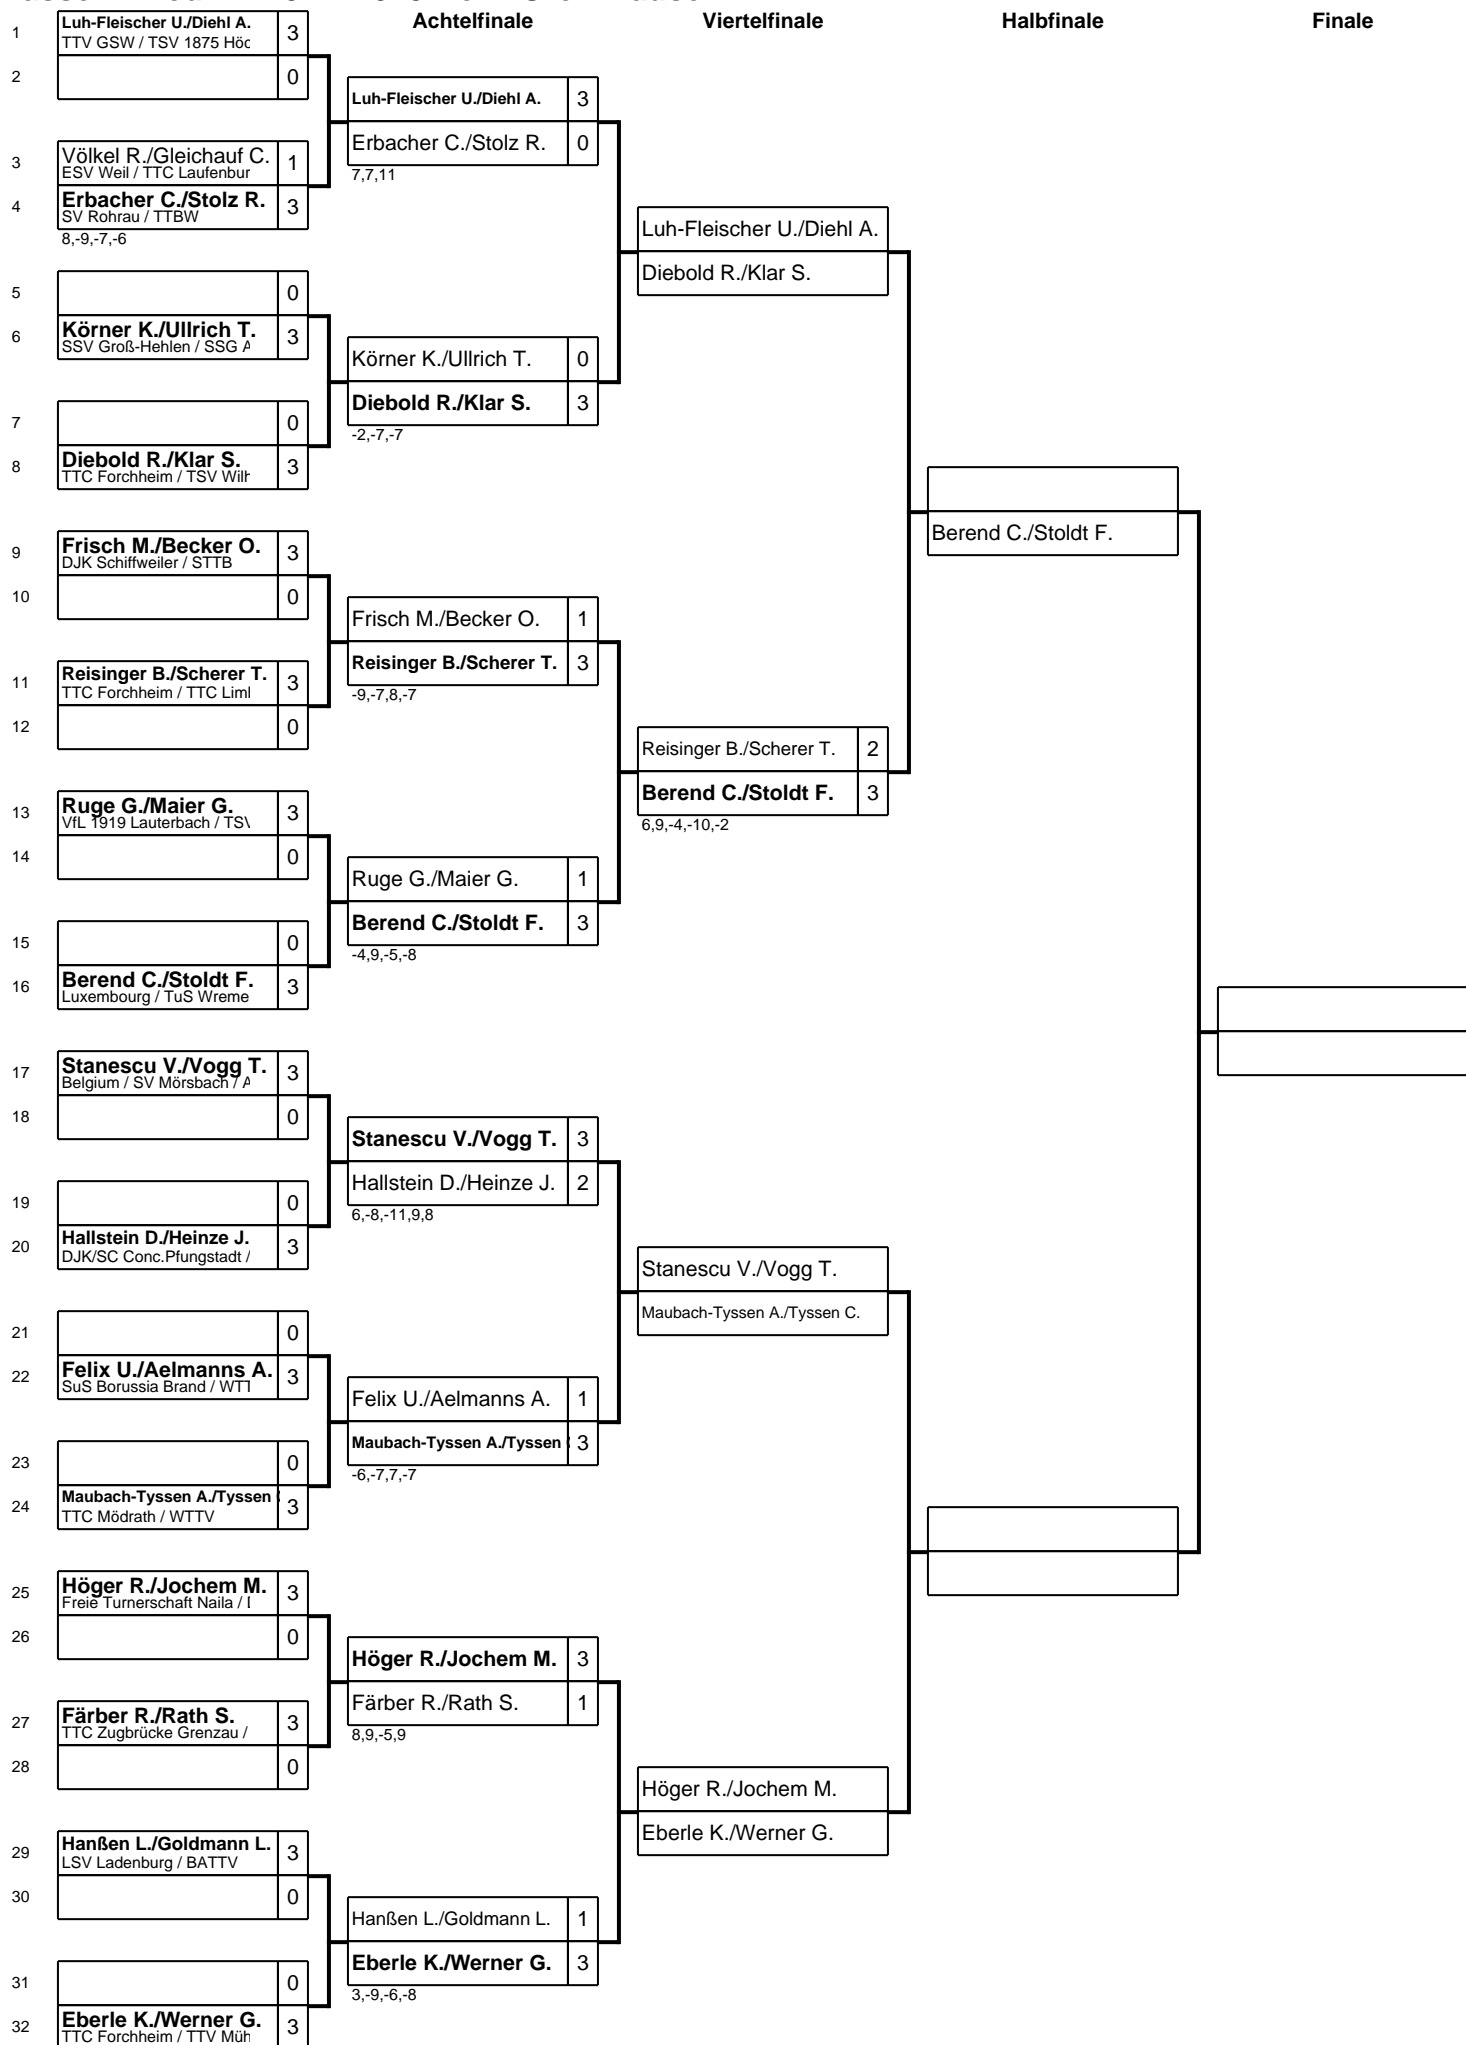 Achtelfinale Viertelfinale Halbfinale Finale
1 Luh-Fleischer U./Diehl A. 3
TTV GSW / TSV 1875 Höc
2 0
3 Völkel R./Gleichauf C. 1
ESV Weil / TTC Laufenbur
4 Erbacher C./Stolz R. 3
SV Rohrau / TTBW
8,-9,-7,-6
5 0
6 Körner K./Ullrich T. 3
SSV Groß-Hehlen / SSG A
7 0
8 Diebold R./Klar S. 3
TTC Forchheim / TSV Wilh
9 Frisch M./Becker O. 3
DJK Schiffweiler / STTB
10 0
11 Reisinger B./Scherer T. 3
TTC Forchheim / TTC Liml
12 0
13 Ruge G./Maier G. 3
VfL 1919 Lauterbach / TSV
14 0
15 0
16 Berend C./Stoldt F. 3
Luxembourg / TuS Wreme
17 Stanescu V./Vogg T. 3
Belgium / SV Mörsbach / A
18 0
19 0
20 Hallstein D./Heinze J. 3
DJK/SC Conc.Pfungstadt /
21 0
22 Felix U./Aelmanns A. 3
SuS Borussia Brand / WTT
23 0
24 Maubach-Tyssen A./Tyssen 3
TTC Mödrath / WTTV
25 Höger R./Jochem M. 3
Freie Turnerschaft Naila /
26 0
27 Färber R./Rath S. 3
TTC Zugbrücke Grenzau /
28 0
29 Hanßen L./Goldmann L. 3
LSV Ladenburg / BATTV
30 0
31 0
32 Eberle K./Werner G. 3
TTC Forchheim / TTV Müh
Luh-Fleischer U./Diehl A. 3
Erbacher C./Stolz R. 0
7,7,11
Körner K./Ullrich T. 0
Diebold R./Klar S. 3
-2,-7,-7
Frisch M./Becker O. 1
Reisinger B./Scherer T. 3
-9,-7,8,-7
Ruge G./Maier G. 1
Berend C./Stoldt F. 3
-4,9,-5,-8
Stanescu V./Vogg T. 3
Hallstein D./Heinze J. 2
6,-8,-11,9,8
Felix U./Aelmanns A. 1
Maubach-Tyssen A./Tyssen 3
-6,-7,7,-7
Höger R./Jochem M. 3
Färber R./Rath S. 1
8,9,-5,9
Hanßen L./Goldmann L. 1
Eberle K./Werner G. 3
3,-9,-6,-8
Luh-Fleischer U./Diehl A.
Diebold R./Klar S.
Reisinger B./Scherer T. 2
Berend C./Stoldt F. 3
6,9,-4,-10,-2
Stanescu V./Vogg T.
Maubach-Tyssen A./Tyssen C.
Höger R./Jochem M.
Eberle K./Werner G.
Berend C./Stoldt F.